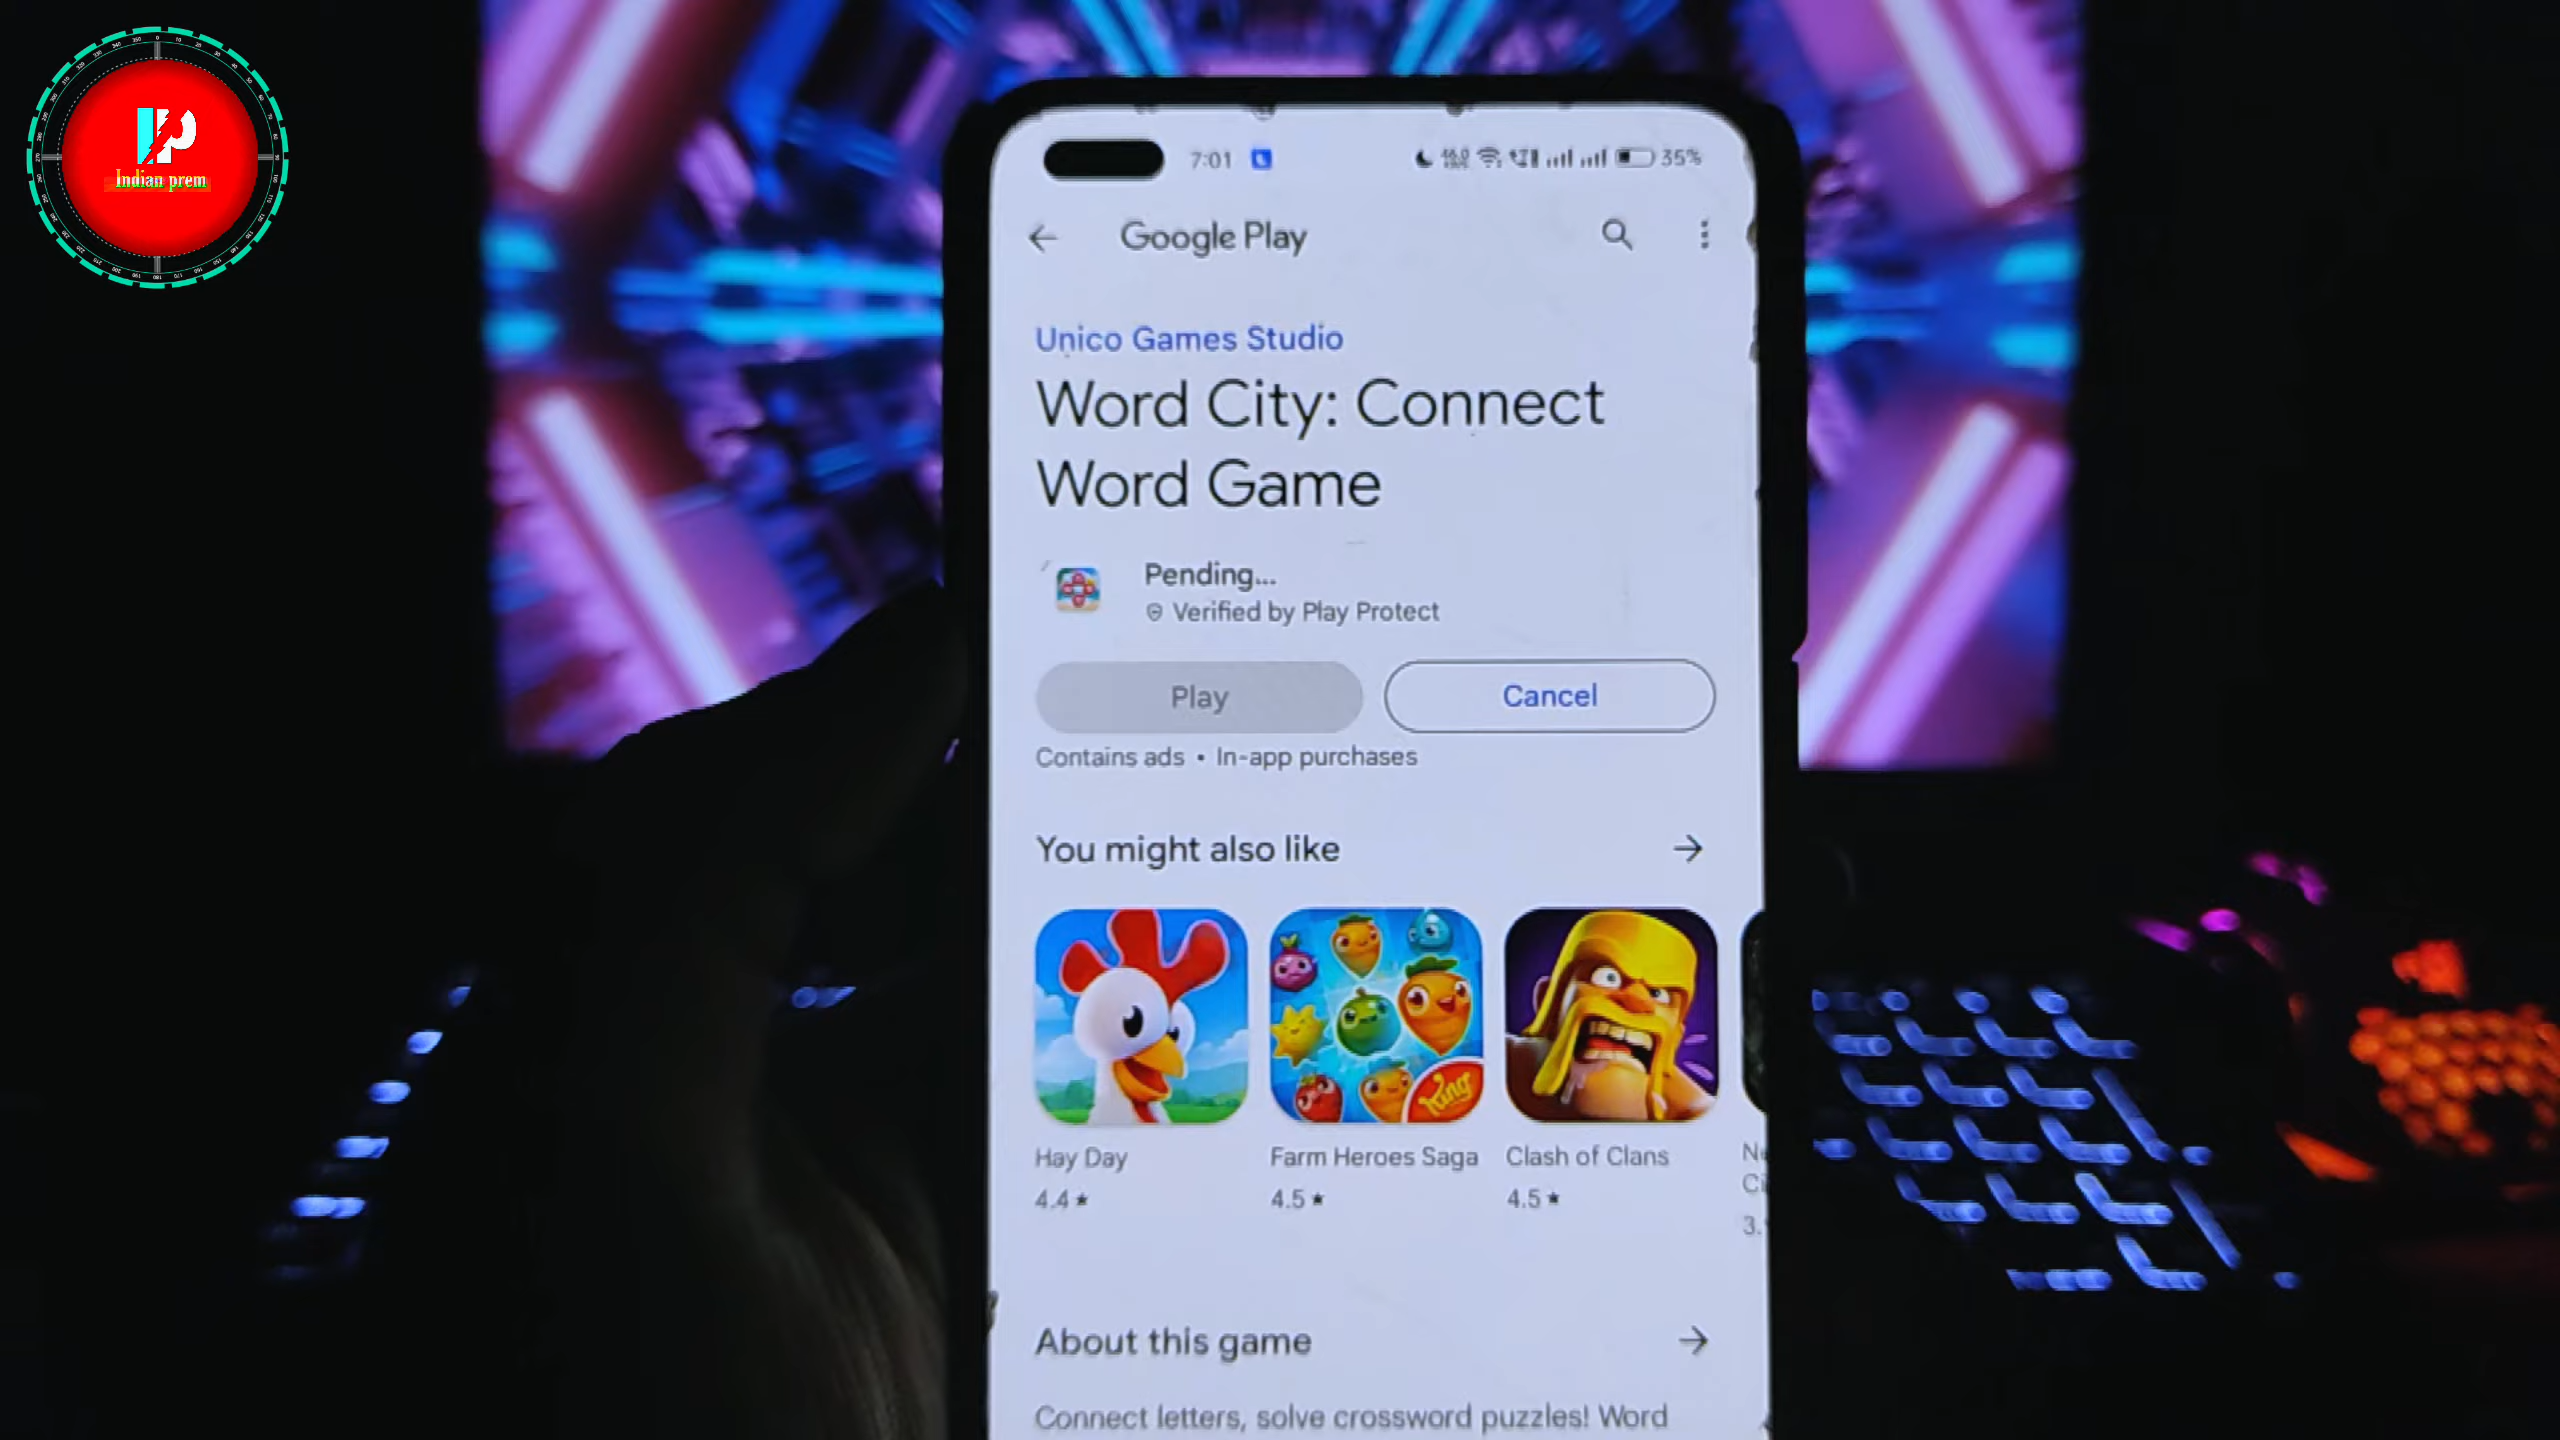 Indian prem
7:01
35%
Google Play
Unico Games Studio
Word City: Connect
Word Game
Pending...
Verified by Play Protect
Play
Cancel
Contains ads • In-app purchases
You might also like
King
Hay Day
Farm Heroes Saga
Clash of Clans
4.4 ★
4.5 ★
4.5 ★
About this game
Connect letters, solve crossword puzzles! Word